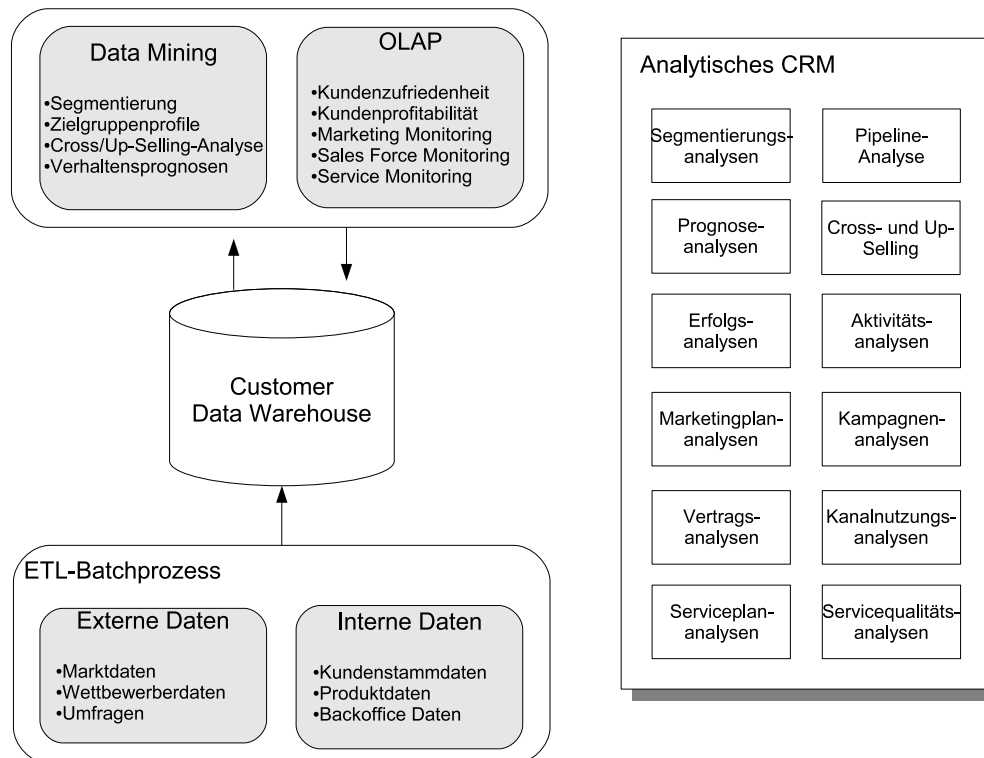 Data Mining
•Segmentierung
•Zielgruppenprofile
•Cross/Up-Selling-Analyse
•Verhaltensprognosen
OLAP
•Kundenzufriedenheit
•Kundenprofitabilität
•Marketing Monitoring
•Sales Force Monitoring
•Service Monitoring
Customer
Data Warehouse
ETL-Batchprozess
Externe Daten
•Marktdaten
•Wettbewerberdaten
•Umfragen
Interne Daten
•Kundenstammdaten
•Produktdaten
•Backoffice Daten
Analytisches CRM
Segmentierungs-
analysen
Pipeline-
Analyse
Prognose-
analysen
Cross- und Up-
Selling
Erfolgs-
analysen
Aktivitäts-
analysen
Marketingplan-
analysen
Kampagnen-
analysen
Vertrags-
analysen
Kanalnutzungs-
analysen
Serviceplan-
analysen
Servicequalitäts-
analysen